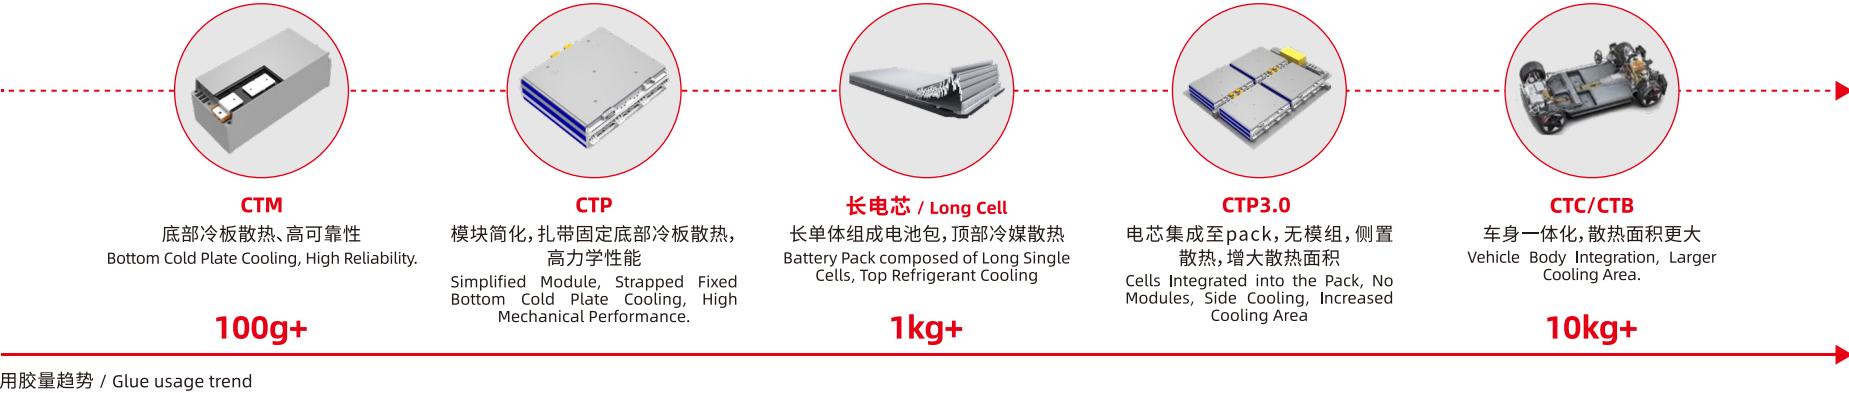 CTM
底部冷板散热、高可靠性
Bottom Cold Plate Cooling, High Reliability.
100g+
CTP
模块简化，扎带固定底部冷板散热，
高力学性能
Simplified Module, Strapped Fixed
Bottom Cold Plate Cooling, High
Mechanical Performance.
长电芯 / Long Cell
长单体组成电池包，顶部冷媒散热
Battery Pack composed of Long Single
Cells, Top Refrigerant Cooling
1kg+
CTP3.0
电芯集成至pack，无模组，侧置
散热，增大散热面积
Cells Integrated into the Pack, No
Modules, Side Cooling, Increased
Cooling Area
CTC/CTB
车身一体化，散热面积更大
Vehicle Body Integration, Larger
Cooling Area.
10kg+
用胶量趋势 / Glue usage trend